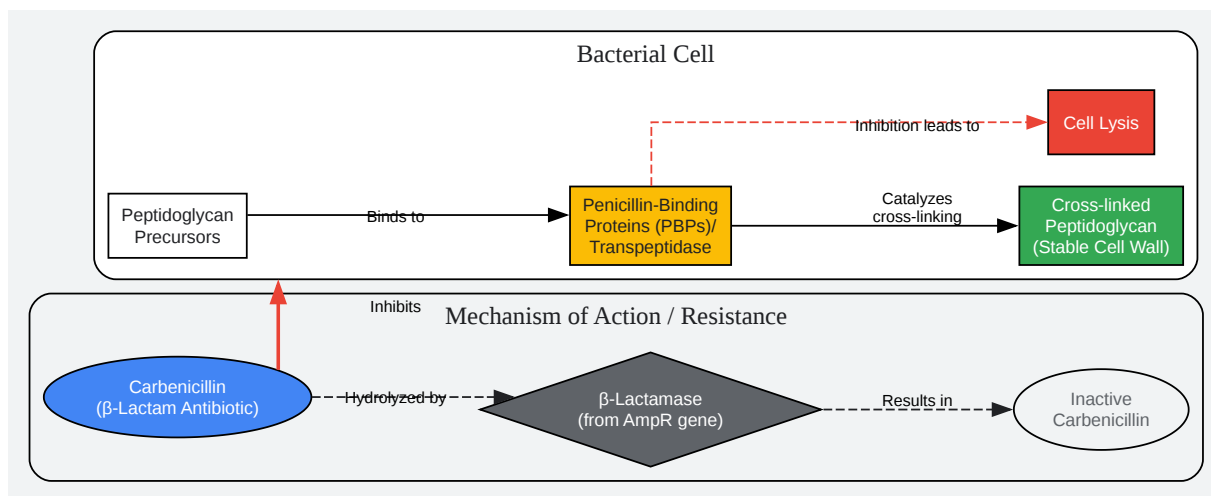 Bacterial Cell
Inhibition leads to
Cell Lysis
Peptidoglycan
Precursors
Binds to
Penicillin-Binding
Proteins (PBPs)/
Transpeptidase
Catalyzes
cross-linking
Cross-linked
Peptidoglycan
(Stable Cell Wall)
Inhibits
Mechanism of Action / Resistance
Carbenicillin
(β-Lactam Antibiotic)
Hydrolyzed by
β-Lactamase
(from AmpR gene)
Results in
Inactive
Carbenicillin